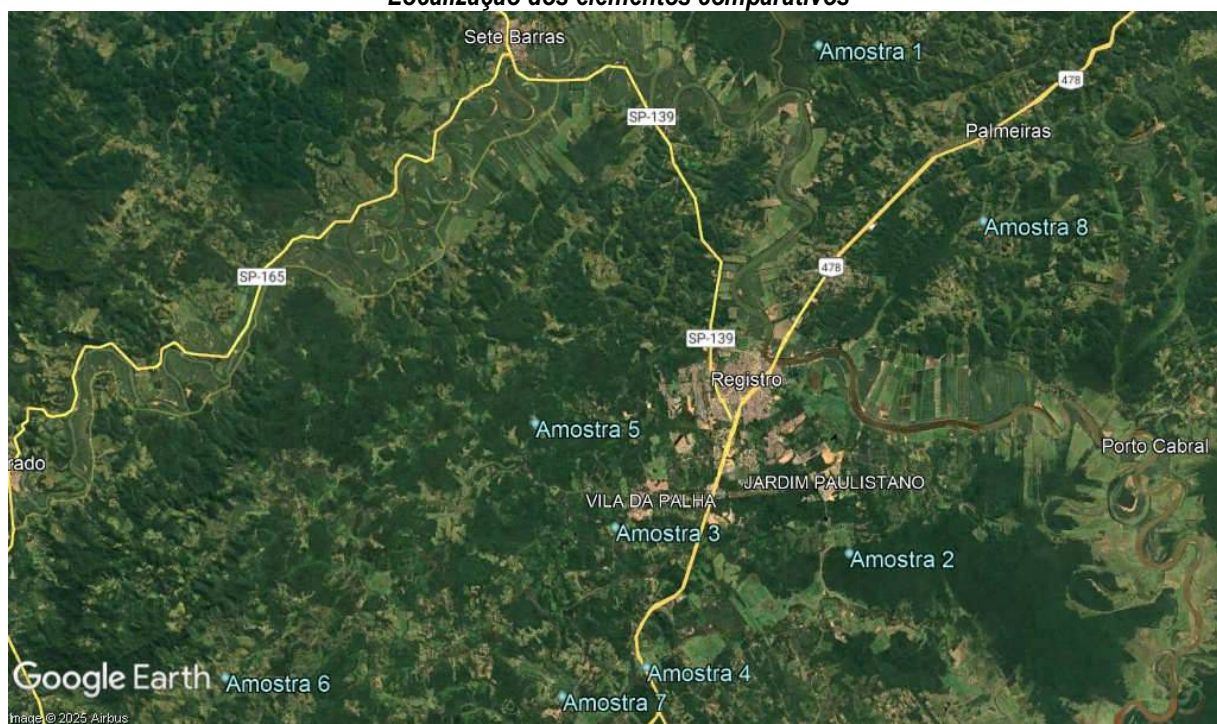 Localização dos elementos comparativos
Sete Barras
Amostra 1
478
SP-139
Palmeiras
Amostra 8
SP-165
478
SP-139
Registro
Amostra 5
rado
Porto Cabral
JARDIM PAULISTANO
VILA DA PALHA
Amostra 3
Amostra 2
Amostra 4
Google Earth
Amostra 6
Amostra 7
Image © 2025 Airbus